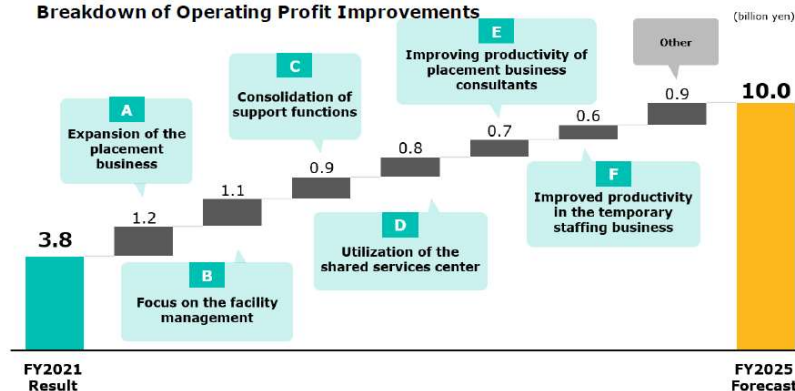 Breakdown of Operating Profit Improvements
(billion yen)
E
Improving productivity of
placement business
consultants
Other
C
Consolidation of
support functions
A
Expansion of the
placement
business
3.8
1.2
1.1
0.9
0.8
0.7
0.6
0.9
10.0
B
Focus on the facility
management
D
Utilization of the
shared services center
F
Improved productivity
in the temporary
staffing business
FY2021
Result
FY2025
Forecast